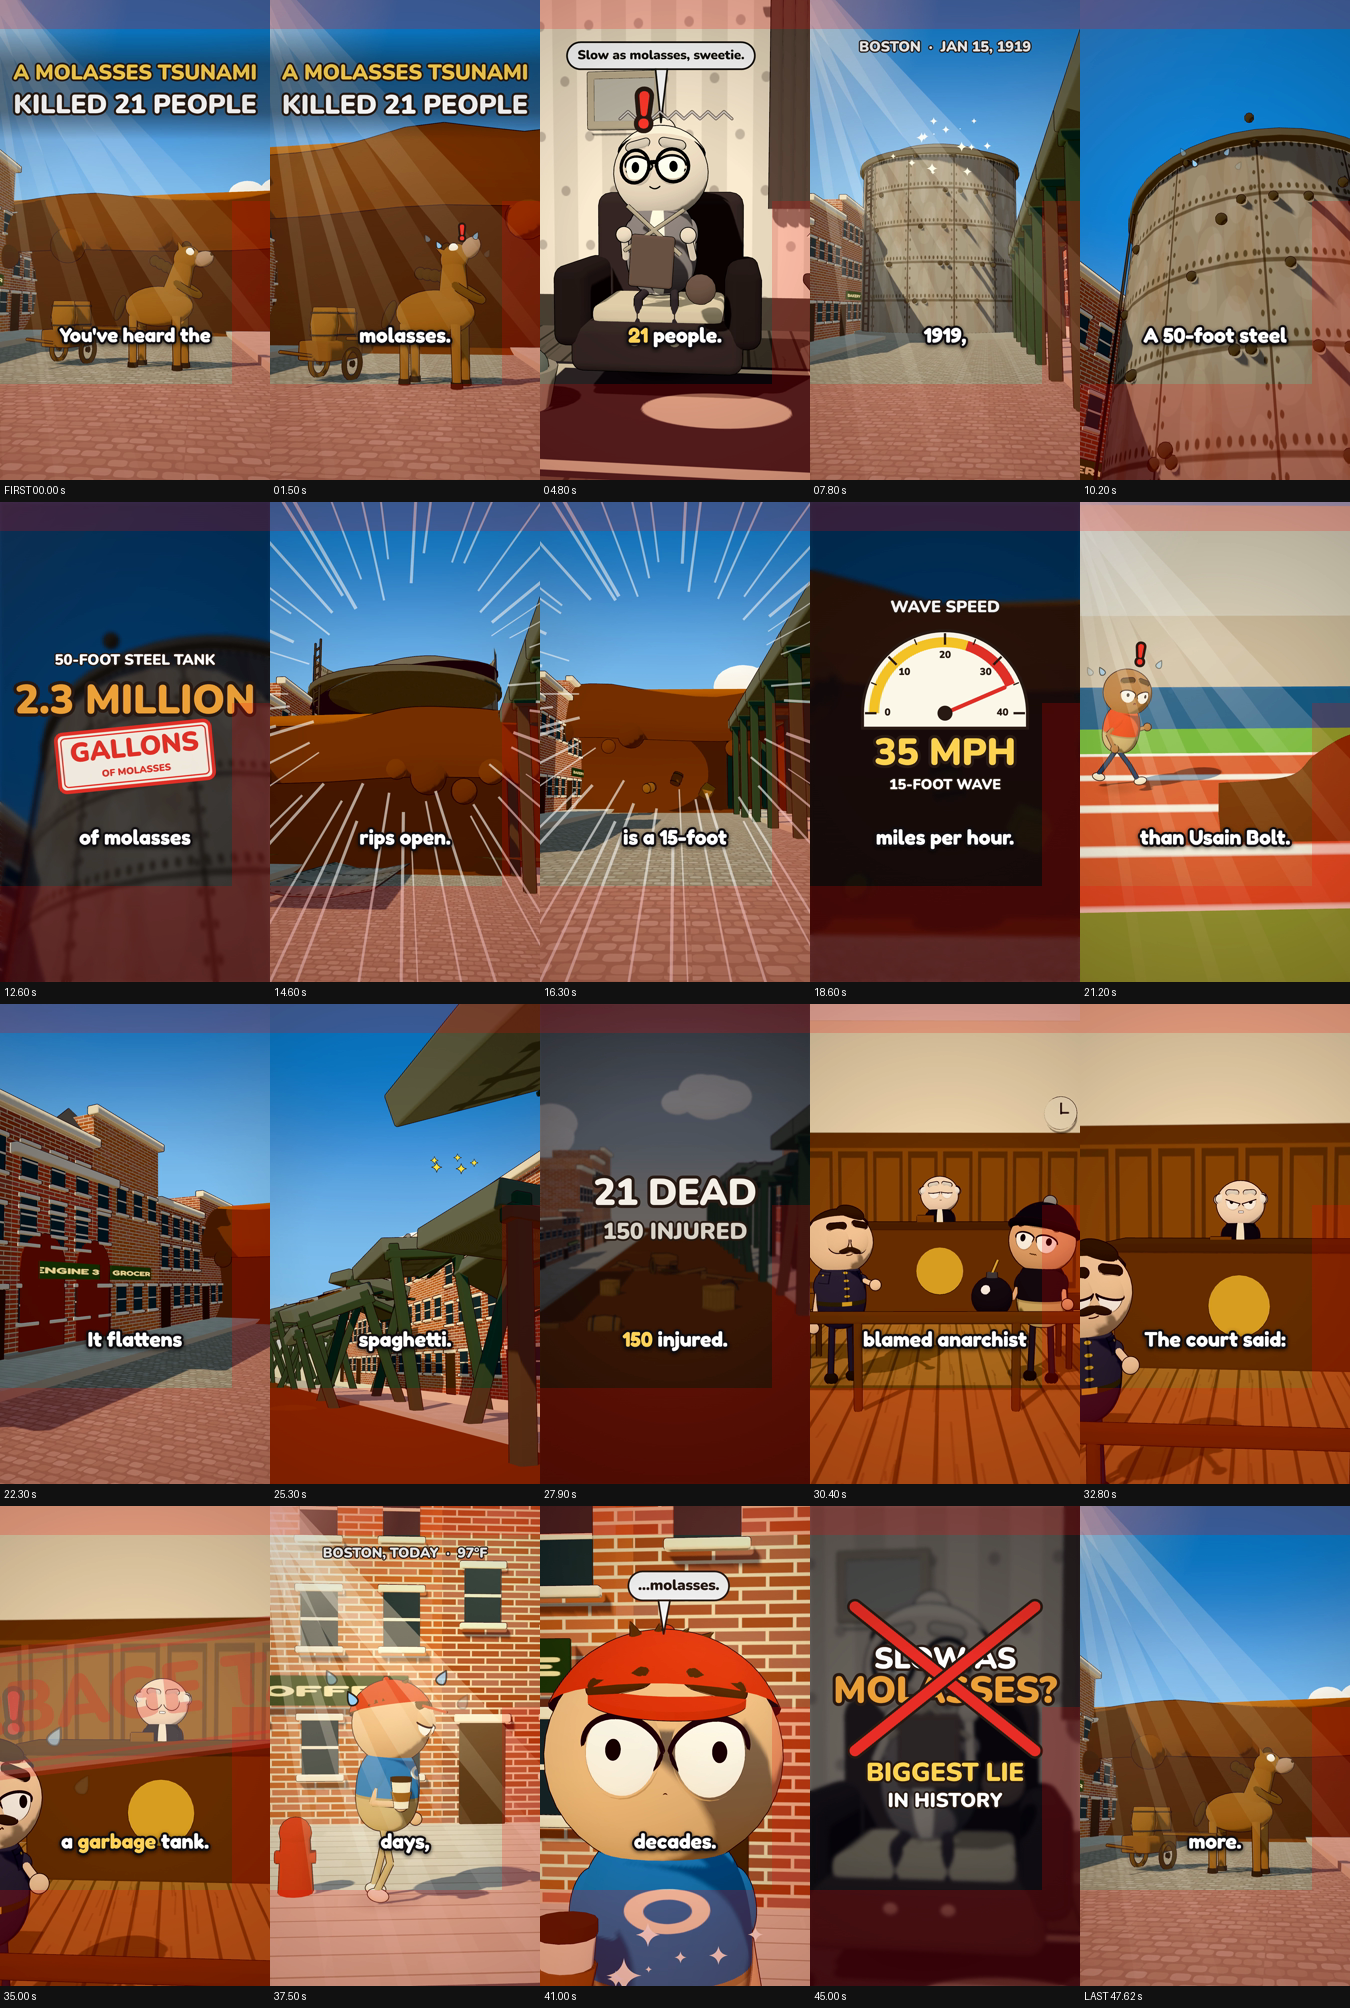 A MOLASSES TSUNAMI
KILLED 21 PEOPLE
You've heard the
FIRST 00.00 s
A MOLASSES TSUNAMI
KILLED 21 PEOPLE
molasses.
01.50 s
Slow as molasses, sweetie.
21 people.
04.80 s
BOSTON · JAN 15, 1919
BAKERY
1919,
07.80 s
A 50-foot steel
ER
10.20 s
50-FOOT STEEL TANK
2.3 MILLION
GALLONS
OF MOLASSES
of molasses
12.60 s
rips open.
14.60 s
is a 15-foot
16.30 s
WAVE SPEED
0
10
20
30
40
35 MPH
15-FOOT WAVE
miles per hour.
18.60 s
than Usain Bolt.
21.20 s
ENGINE 3
GROCER
It flattens
22.30 s
spaghetti.
25.30 s
21 DEAD
150 INJURED
150 injured.
27.90 s
blamed anarchist
30.40 s
The court said:
32.80 s
BAGE T
a garbage tank.
35.00 s
BOSTON, TODAY · 97°F
OFF
days,
37.50 s
...molasses.
decades.
41.00 s
SLOW AS
MOLASSES?
BIGGEST LIE
IN HISTORY
45.00 s
more.
LAST 47.62 s